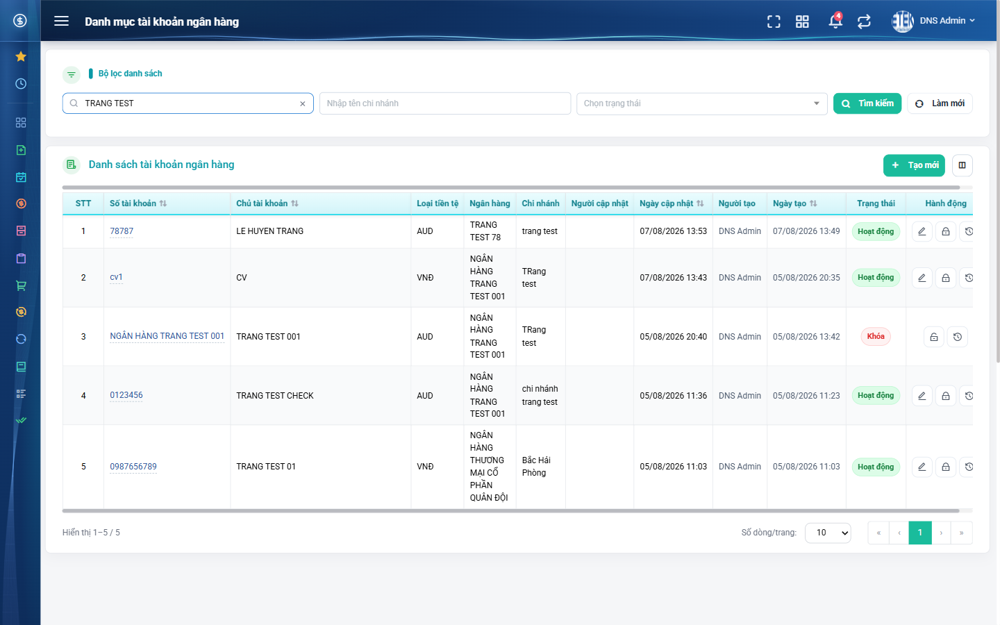 Danh mục tài khoản ngân hàng
4
DNS Admin
Bộ lọc danh sách
TRANG TEST
Nhập tên chi nhánh
Chọn trạng thái
Tìm kiếm
Làm mới
Danh sách tài khoản ngân hàng
+ Tạo mới
STT Số tài khoản Chủ tài khoản Loại tiền tệ Ngân hàng Chi nhánh Người cập nhật Ngày cập nhật Người tạo Ngày tạo Trạng thái Hành động
1 78787 LE HUYEN TRANG AUD TRANG TEST 78 trang test 07/08/2026 13:53 DNS Admin 07/08/2026 13:49 Hoạt động
2 cv1 CV VNĐ NGÂN HÀNG TRANG TEST 001 TRang test 07/08/2026 13:43 DNS Admin 05/08/2026 20:35 Hoạt động
3 NGÂN HÀNG TRANG TEST 001 TRANG TEST 001 AUD NGÂN HÀNG TRANG TEST 001 TRang test 05/08/2026 20:40 DNS Admin 05/08/2026 13:42 Khóa
4 0123456 TRANG TEST CHECK AUD NGÂN HÀNG TRANG TEST 001 chi nhánh trang test 05/08/2026 11:36 DNS Admin 05/08/2026 11:23 Hoạt động
5 0987656789 TRANG TEST 01 VNĐ NGÂN HÀNG THƯƠNG MẠI CỔ PHẦN QUÂN ĐỘI Bắc Hải Phòng 05/08/2026 11:03 DNS Admin 05/08/2026 11:03 Hoạt động
Hiển thị 1–5 / 5
Số dòng/trang: 10
« ‹ 1 › »